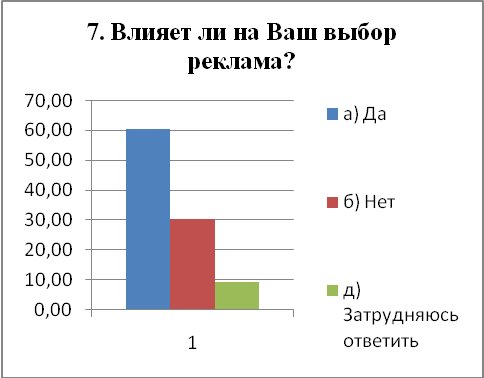 7. Влияет ли на Ваш выбор
реклама?
70,00
60,00
50,00
40,00
30,00
20,00
10,00
0,00
1
а) Да
б) Нет
д)
Затрудняюсь
ответить